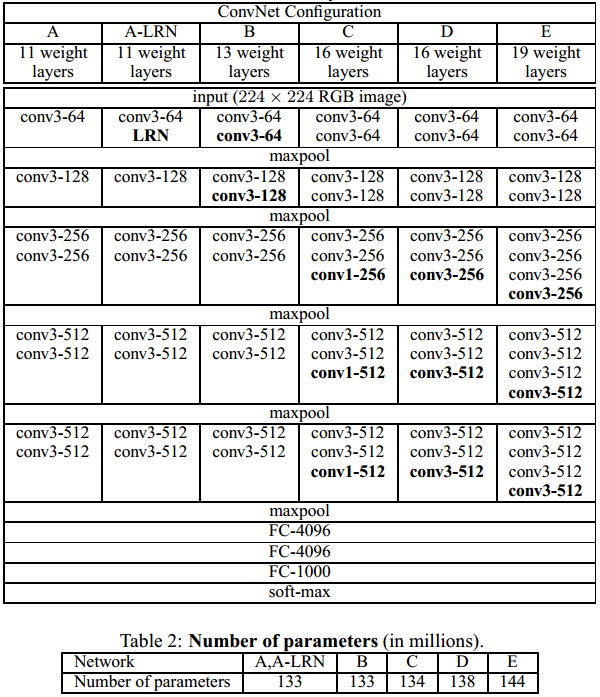 ConvNet Configuration
A A-LRN B C D E
11 weight 11 weight 13 weight 16 weight 16 weight 19 weight
layers layers layers layers layers layers
input (224 × 224 RGB image)
conv3-64 conv3-64 conv3-64 conv3-64 conv3-64 conv3-64
LRN conv3-64 conv3-64 conv3-64 conv3-64
maxpool
conv3-128 conv3-128 conv3-128 conv3-128 conv3-128 conv3-128
conv3-128 conv3-128 conv3-128 conv3-128
maxpool
conv3-256 conv3-256 conv3-256 conv3-256 conv3-256 conv3-256
conv3-256 conv3-256 conv3-256 conv3-256 conv3-256 conv3-256
conv1-256 conv3-256 conv3-256
conv3-256
maxpool
conv3-512 conv3-512 conv3-512 conv3-512 conv3-512 conv3-512
conv3-512 conv3-512 conv3-512 conv3-512 conv3-512 conv3-512
conv1-512 conv3-512 conv3-512
conv3-512
maxpool
conv3-512 conv3-512 conv3-512 conv3-512 conv3-512 conv3-512
conv3-512 conv3-512 conv3-512 conv3-512 conv3-512 conv3-512
conv1-512 conv3-512 conv3-512
conv3-512
maxpool
FC-4096
FC-4096
FC-1000
soft-max
Table 2: Number of parameters (in millions).
Network A,A-LRN B C D E
Number of parameters 133 133 134 138 144